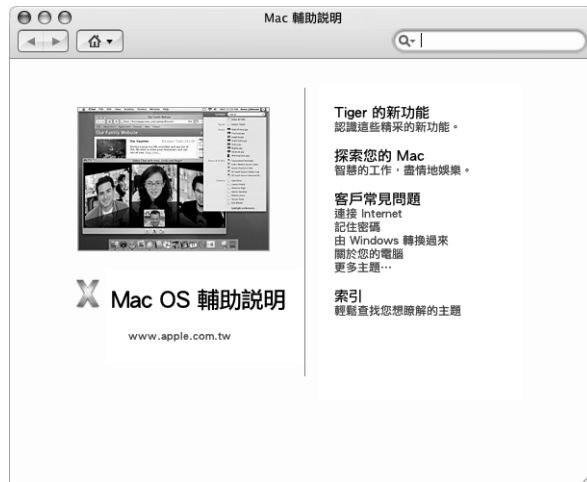 Mac 輔助說明
Tiger 的新功能
認識這些精采的新功能。
探索您的 Mac
智慧的工作，盡情地娛樂。
客戶常見問題
連接 Internet
記住密碼
由 Windows 轉換過來
關於您的電腦
更多主題…
索引
輕鬆查找您想瞭解的主題
Our Family Website
Mac OS 輔助說明
www.apple.com.tw